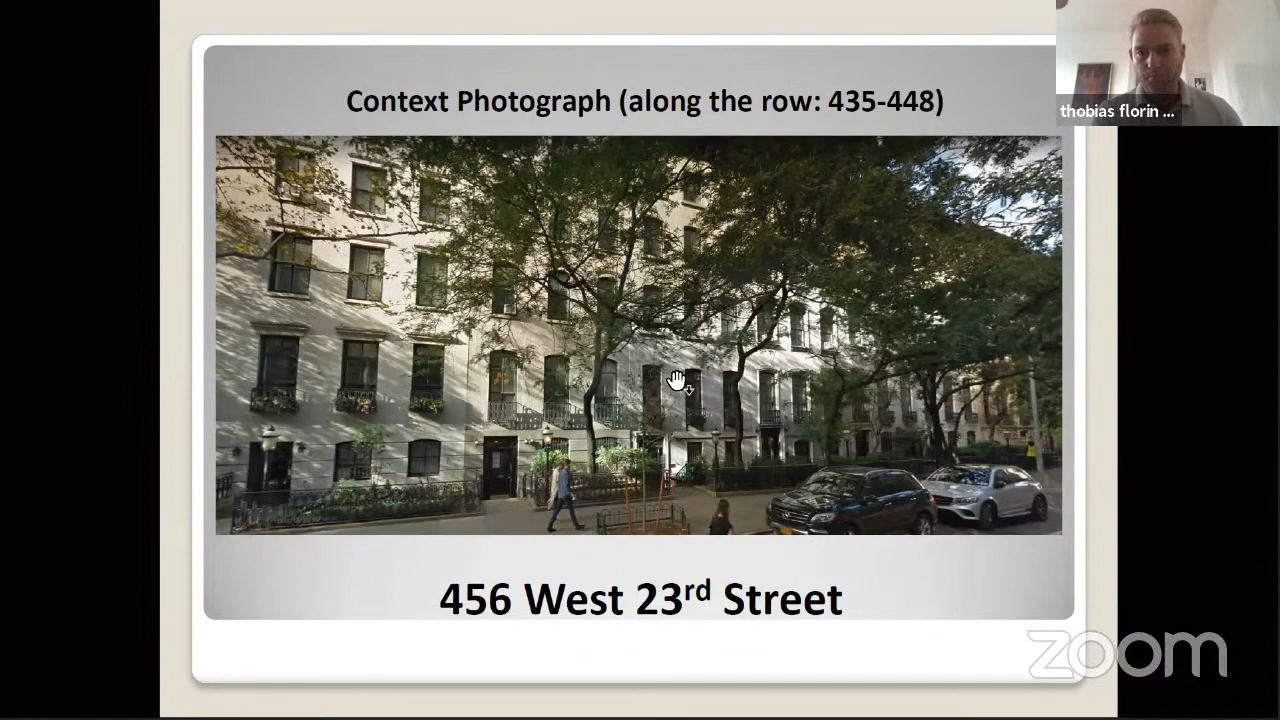 Context Photograph (along the row: 435-448)
thobias florin ...
456 West 23rd Street
zoom